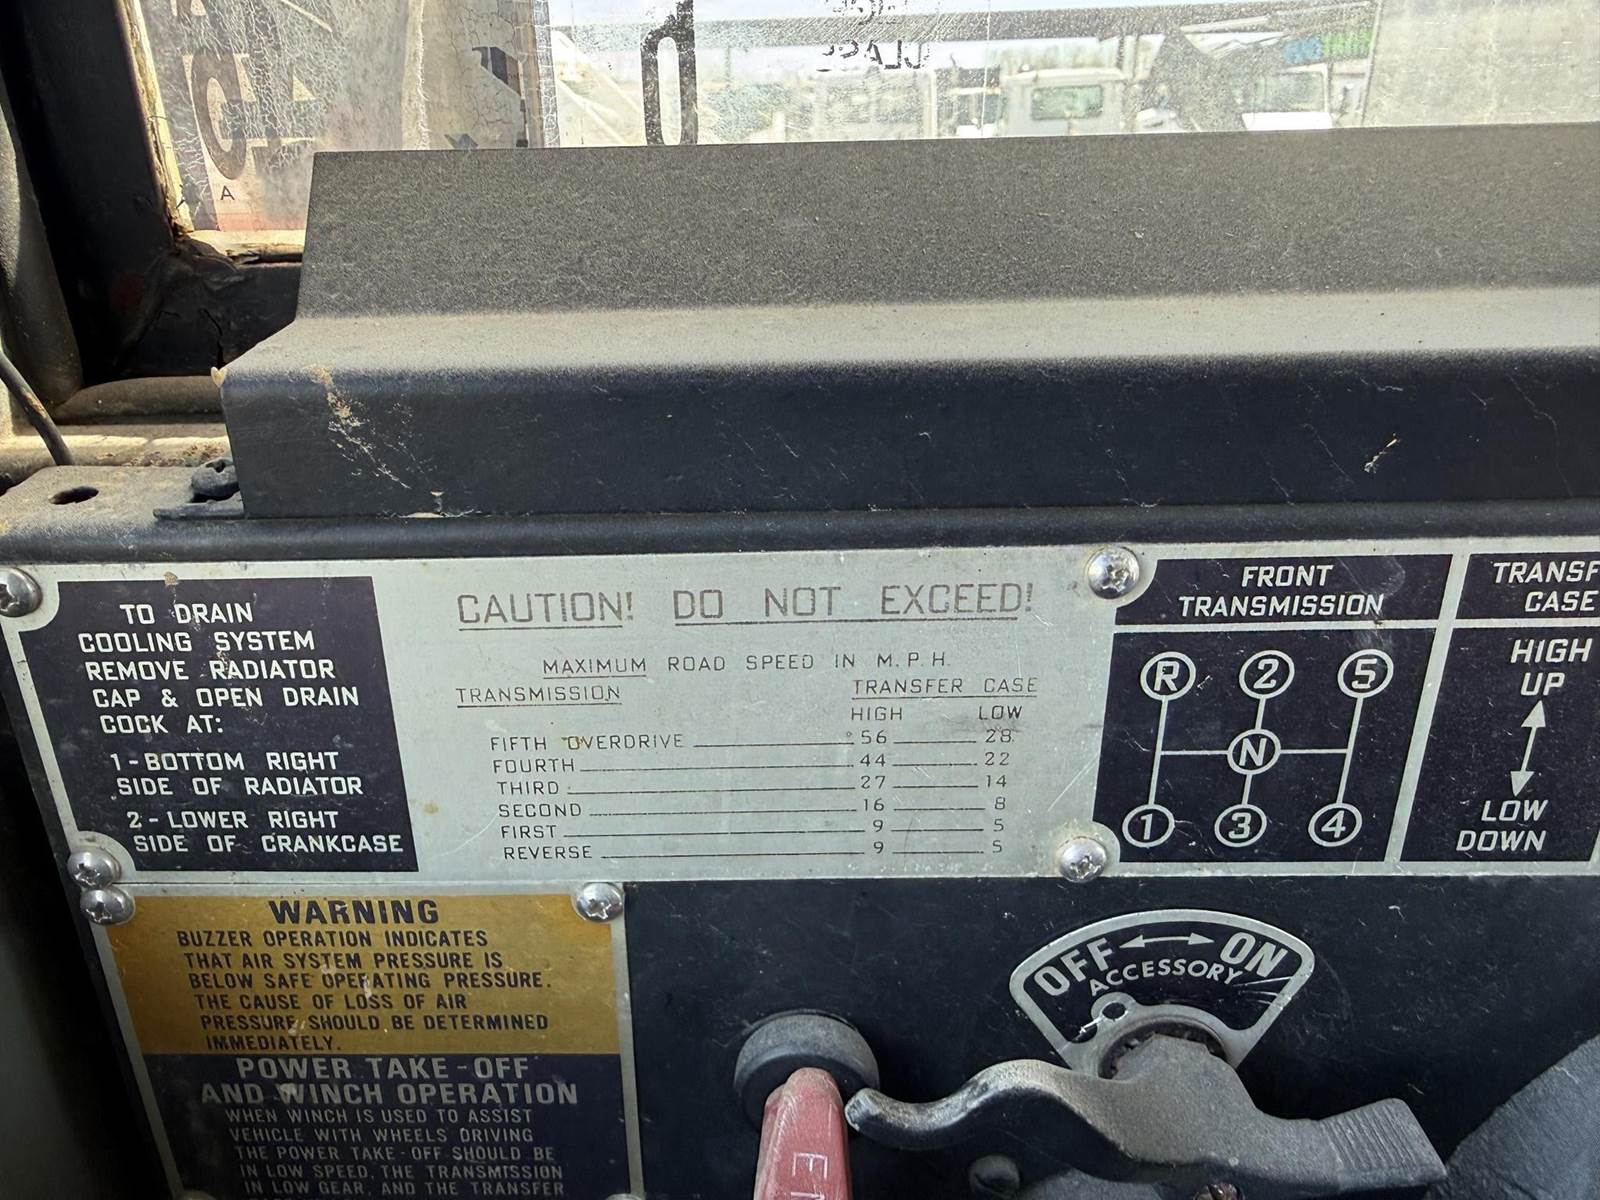 A
TO DRAIN
COOLING SYSTEM
REMOVE RADIATOR
CAP & OPEN DRAIN
COCK AT:
1-BOTTOM RIGHT
SIDE OF RADIATOR
2-LOWER RIGHT
SIDE OF CRANKCASE
CAUTION! DO NOT EXCEED!
MAXIMUM ROAD SPEED IN M.P.H.
TRANSMISSION TRANSFER CASE
HIGH LOW
FIFTH OVERDRIVE 56 28
FOURTH 44 22
THIRD 27 14
SECOND 16 8
FIRST 9 5
REVERSE 9 5
FRONT
TRANSMISSION
R 2 5
N
1 3 4
TRANSF
CASE
HIGH
UP
LOW
DOWN
WARNING
BUZZER OPERATION INDICATES
THAT AIR SYSTEM PRESSURE IS
BELOW SAFE OPERATING PRESSURE.
THE CAUSE OF LOSS OF AIR
PRESSURE SHOULD BE DETERMINED
IMMEDIATELY.
POWER TAKE-OFF
AND WINCH OPERATION
WHEN WINCH IS USED TO ASSIST
VEHICLE WITH WHEELS DRIVING
THE POWER TAKE-OFF SHOULD BE
IN LOW SPEED, THE TRANSMISSION
IN LOW GEAR, AND THE TRANSFER
OFF ON
ACCESSORY